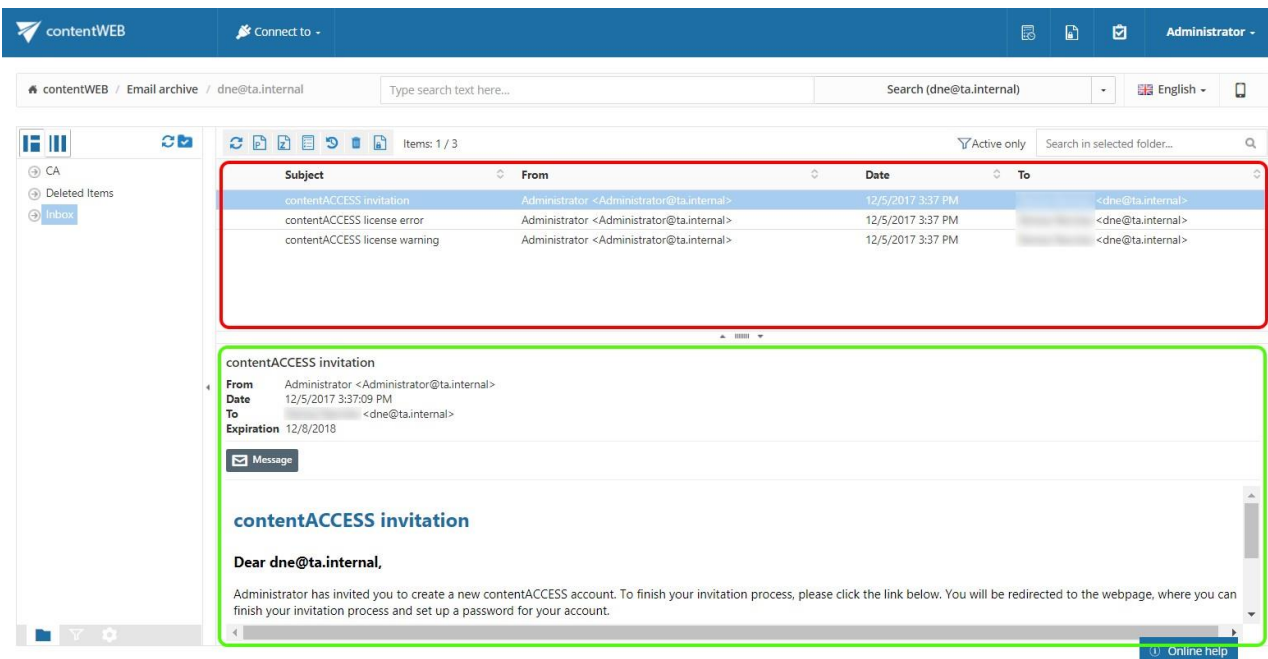 contentWEB
Connect to
Administrator
contentWEB / Email archive / dne@ta.internal
Type search text here...
Search (dne@ta.internal)
English
Items: 1 / 3
Active only
Search in selected folder...
CA
Deleted Items
Inbox
Subject From Date To
contentACCESS invitation Administrator <Administrator@ta.internal> 12/5/2017 3:37 PM <dne@ta.internal>
contentACCESS license error Administrator <Administrator@ta.internal> 12/5/2017 3:37 PM <dne@ta.internal>
contentACCESS license warning Administrator <Administrator@ta.internal> 12/5/2017 3:37 PM <dne@ta.internal>
contentACCESS invitation
From Administrator <Administrator@ta.internal>
Date 12/5/2017 3:37:09 PM
To <dne@ta.internal>
Expiration 12/8/2018
Message
contentACCESS invitation
Dear dne@ta.internal,
Administrator has invited you to create a new contentACCESS account. To finish your invitation process, please click the link below. You will be redirected to the webpage, where you can
finish your invitation process and set up a password for your account.
Online help